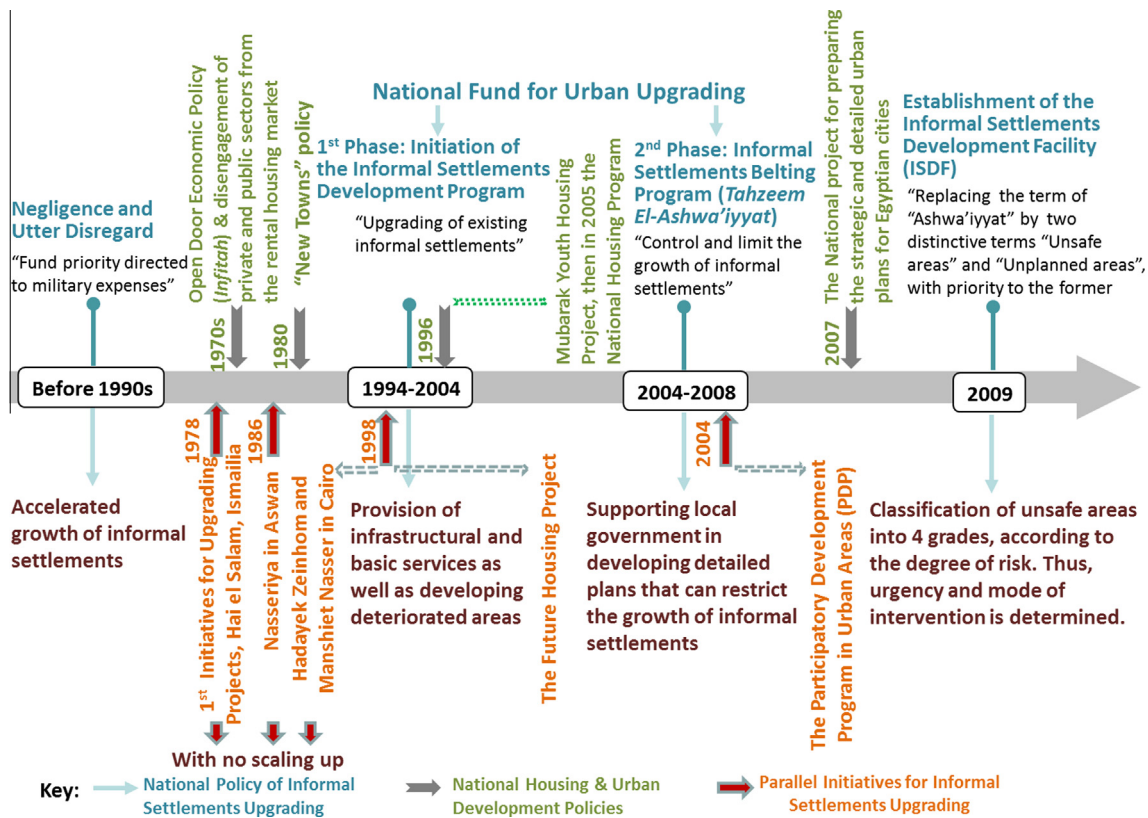 Open Door Economic Policy
(Infitah) & disengagement of
private and public sectors from
the rental housing market
1970s
"New Towns" policy
1980
National Fund for Urban Upgrading
1st Phase: Initiation of
the Informal Settlements
Development Program
"Upgrading of existing
informal settlements"
1996
Mubarak Youth Housing
Project, then in 2005 the
National Housing Program
2nd Phase: Informal
Settlements Belting
Program (Tahzeem
El-Ashwa'iyyat)
"Control and limit the
growth of informal
settlements"
The National project for preparing
the strategic and detailed urban
plans for Egyptian cities
2007
Establishment of the
Informal Settlements
Development Facility
(ISDF)
"Replacing the term of
"Ashwa'iyyat" by two
distinctive terms "Unsafe
areas" and "Unplanned areas",
with priority to the former
Negligence and
Utter Disregard
"Fund priority directed
to military expenses"
Before 1990s
1994-2004
2004-2008
2009
Accelerated
growth of informal
settlements
1978
1st Initiatives for Upgrading
Projects, Hai el Salam, Ismailia
1986
Nasseriya in Aswan
Hadayek Zeinhom and
Manshiet Nasser in Cairo
1998
Provision of
infrastructural and
basic services as
well as developing
deteriorated areas
The Future Housing Project
Supporting local
government in
developing detailed
plans that can restrict
the growth of informal
settlements
2004
The Participatory Development
Program in Urban Areas (PDP)
Classification of unsafe areas
into 4 grades, according to
the degree of risk. Thus,
urgency and mode of
intervention is determined.
With no scaling up
Key:
National Policy of Informal
Settlements Upgrading
National Housing & Urban
Development Policies
Parallel Initiatives for Informal
Settlements Upgrading